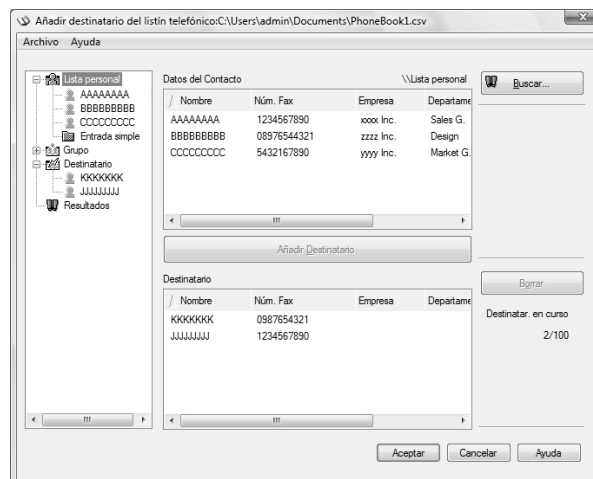 Añadir destinatario del listín telefónico:C:\Users\admin\Documents\PhoneBook1.csv
Archivo Ayuda
Lista personal
AAAAAAAA
BBBBBBBBB
CCCCCCCCC
Entrada simple
Grupo
Destinatario
KKKKKKK
JJJJJJJJJ
Resultados
Datos del Contacto \\Lista personal
Nombre Núm. Fax Empresa Departame
AAAAAAAA 1234567890 xxxx Inc. Sales G.
BBBBBBBBB 08976544321 zzzz Inc. Design
CCCCCCCCC 5432167890 yyyy Inc. Market G.
Añadir Destinatario
Destinatario
Nombre Núm. Fax Empresa Departame
KKKKKKK 0987654321
JJJJJJJJJ 1234567890
Buscar...
Borrar
Destinatar. en curso
2/100
Aceptar Cancelar Ayuda